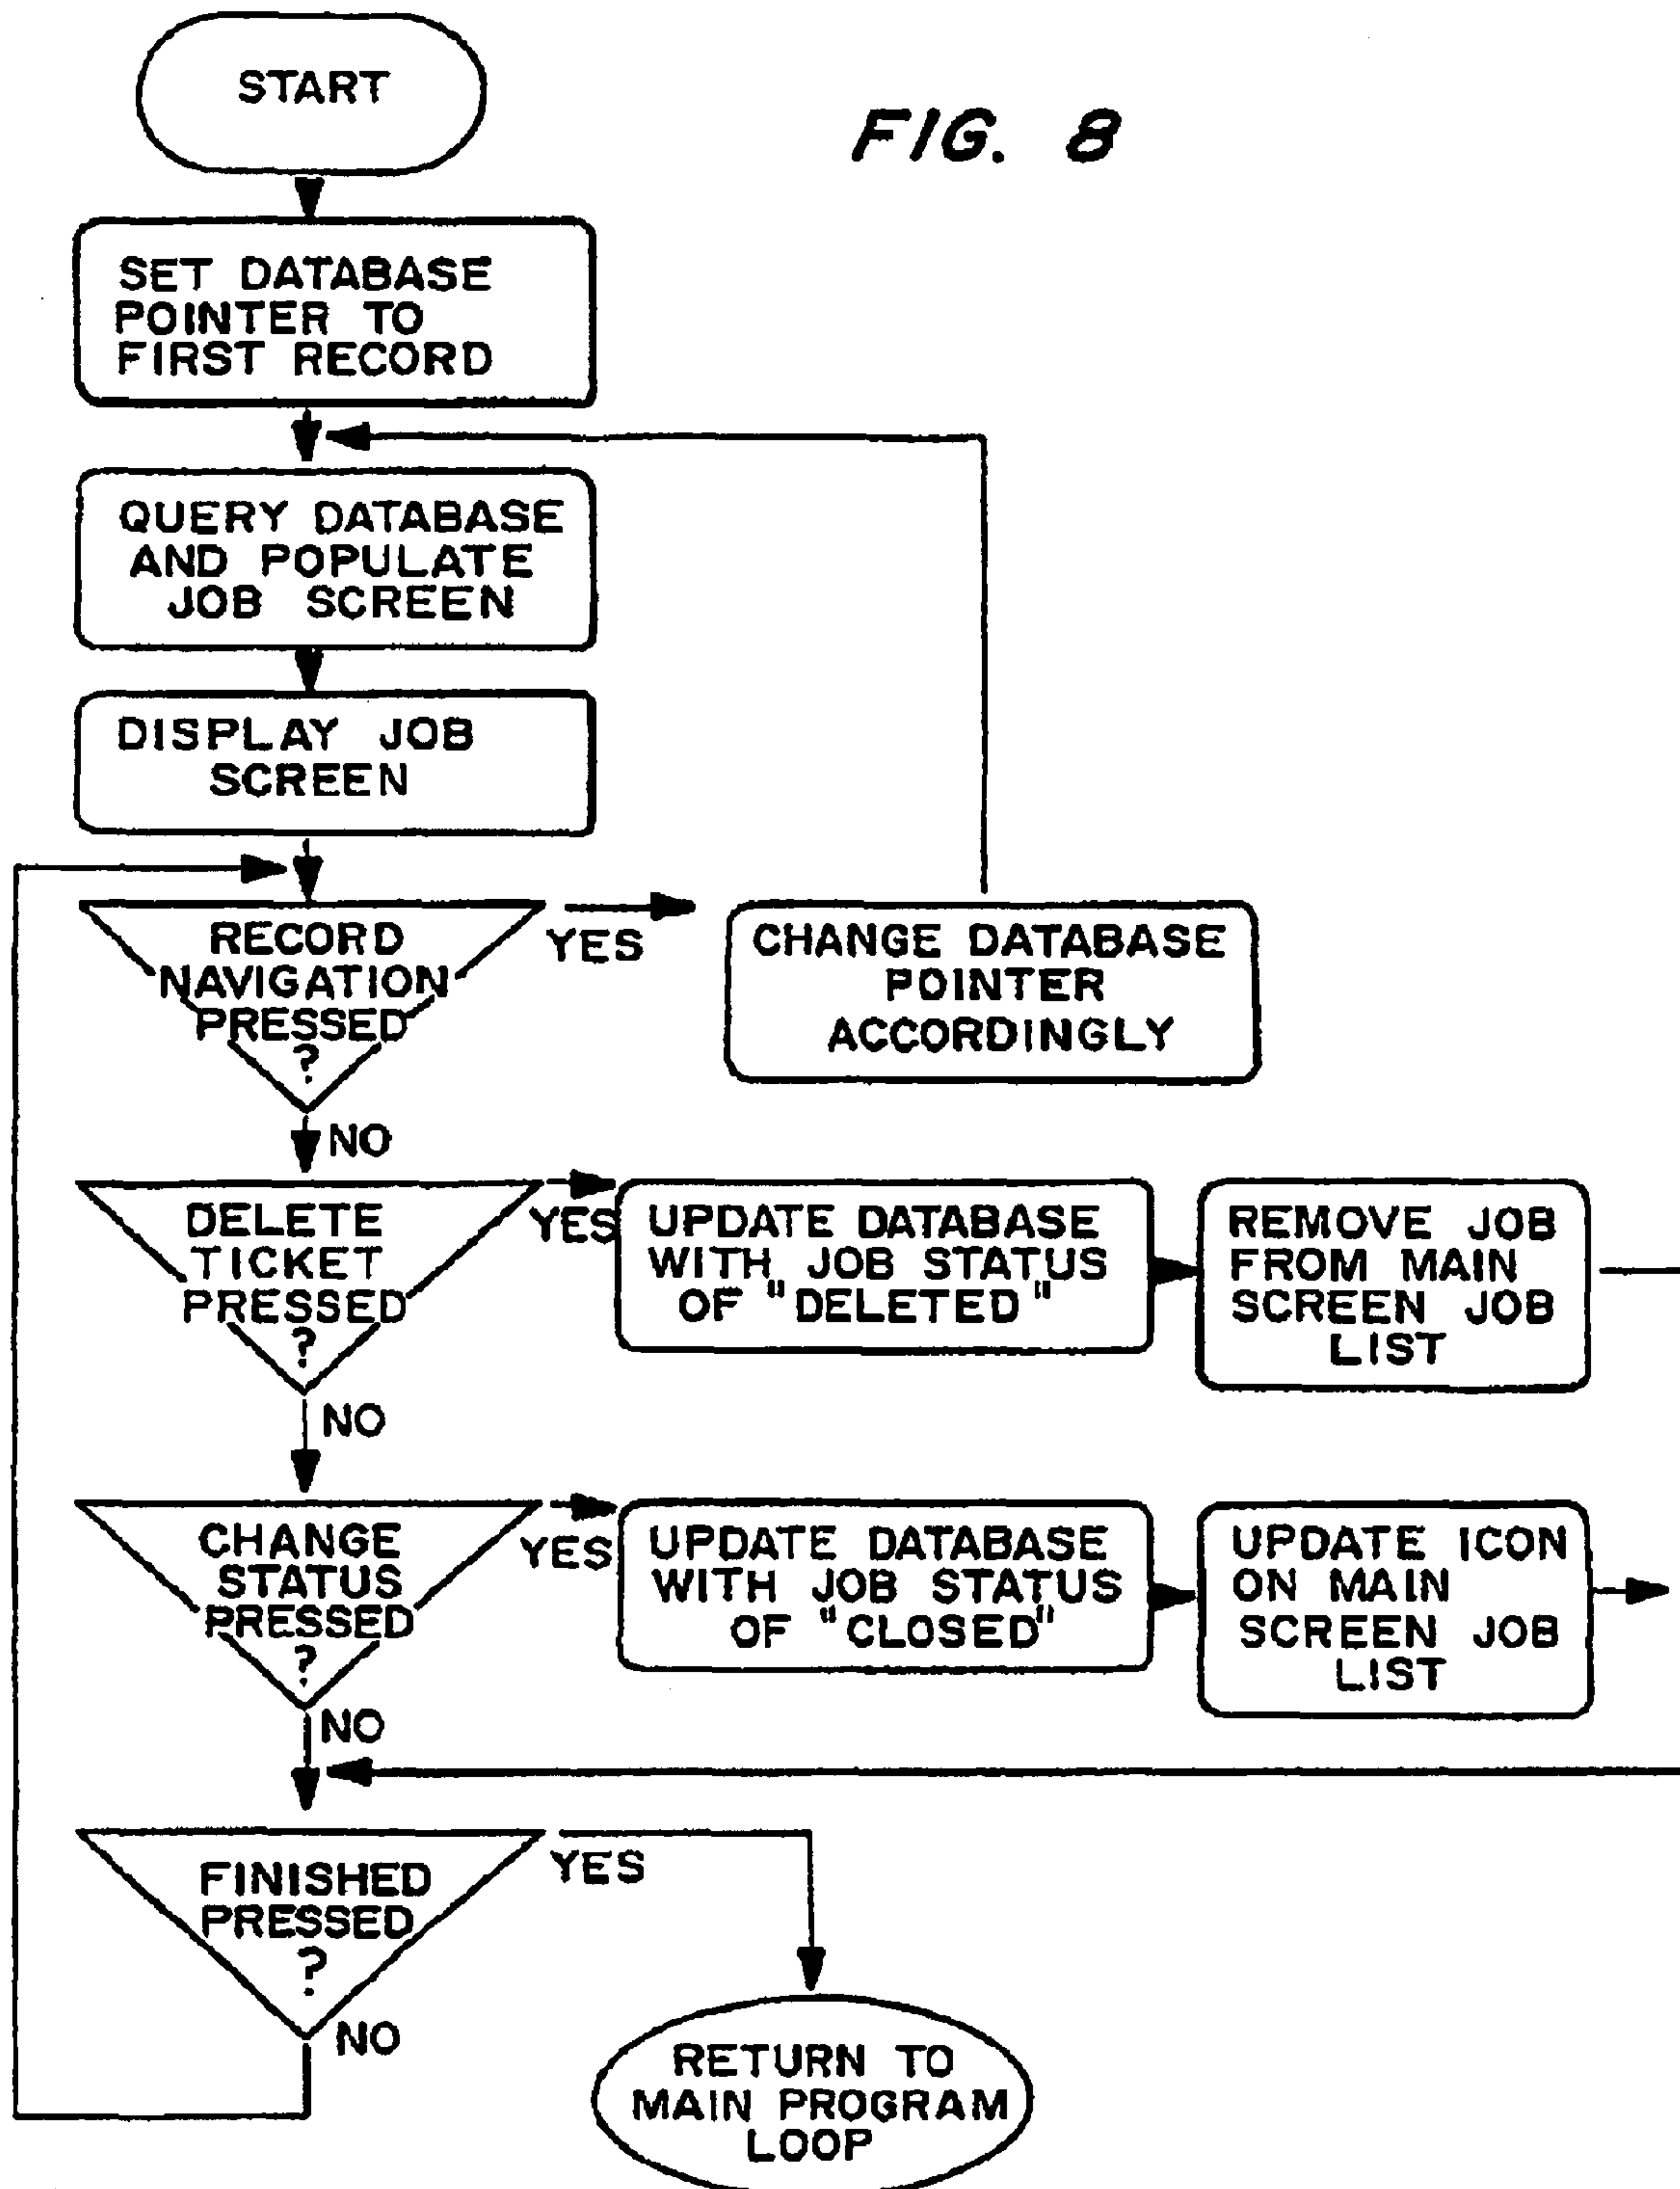 START
FIG. 8
SET DATABASE
POINTER TO
FIRST RECORD
QUERY DATABASE
AND POPULATE
JOB SCREEN
DISPLAY JOB
SCREEN
RECORD
NAVIGATION
PRESSED
?
YES
CHANGE DATABASE
POINTER
ACCORDINGLY
NO
DELETE
TICKET
PRESSED
?
YES
UPDATE DATABASE
WITH JOB STATUS
OF "DELETED"
REMOVE JOB
FROM MAIN
SCREEN JOB
LIST
NO
CHANGE
STATUS
PRESSED
?
YES
UPDATE DATABASE
WITH JOB STATUS
OF "CLOSED"
UPDATE ICON
ON MAIN
SCREEN JOB
LIST
NO
FINISHED
PRESSED
?
YES
NO
RETURN TO
MAIN PROGRAM
LOOP